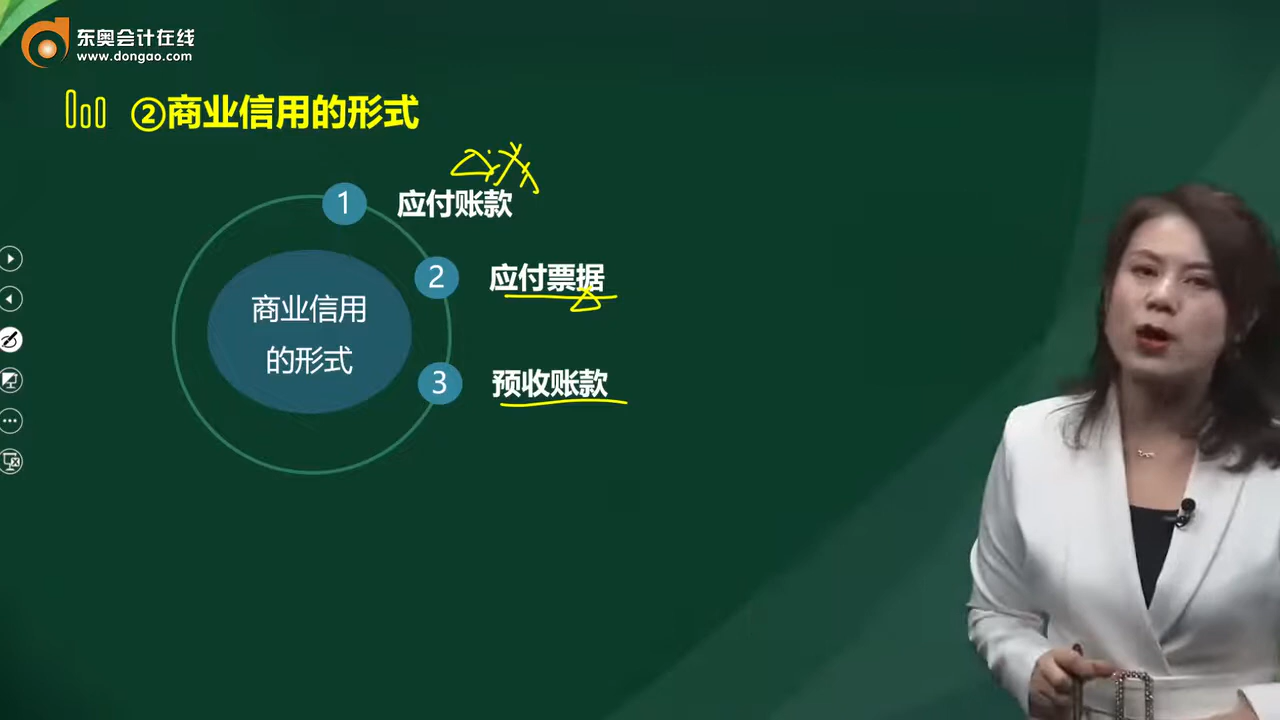 东奥会计在线
www.dongao.com
②商业信用的形式
1 应付账款
2 应付票据
商业信用
的形式
3 预收账款